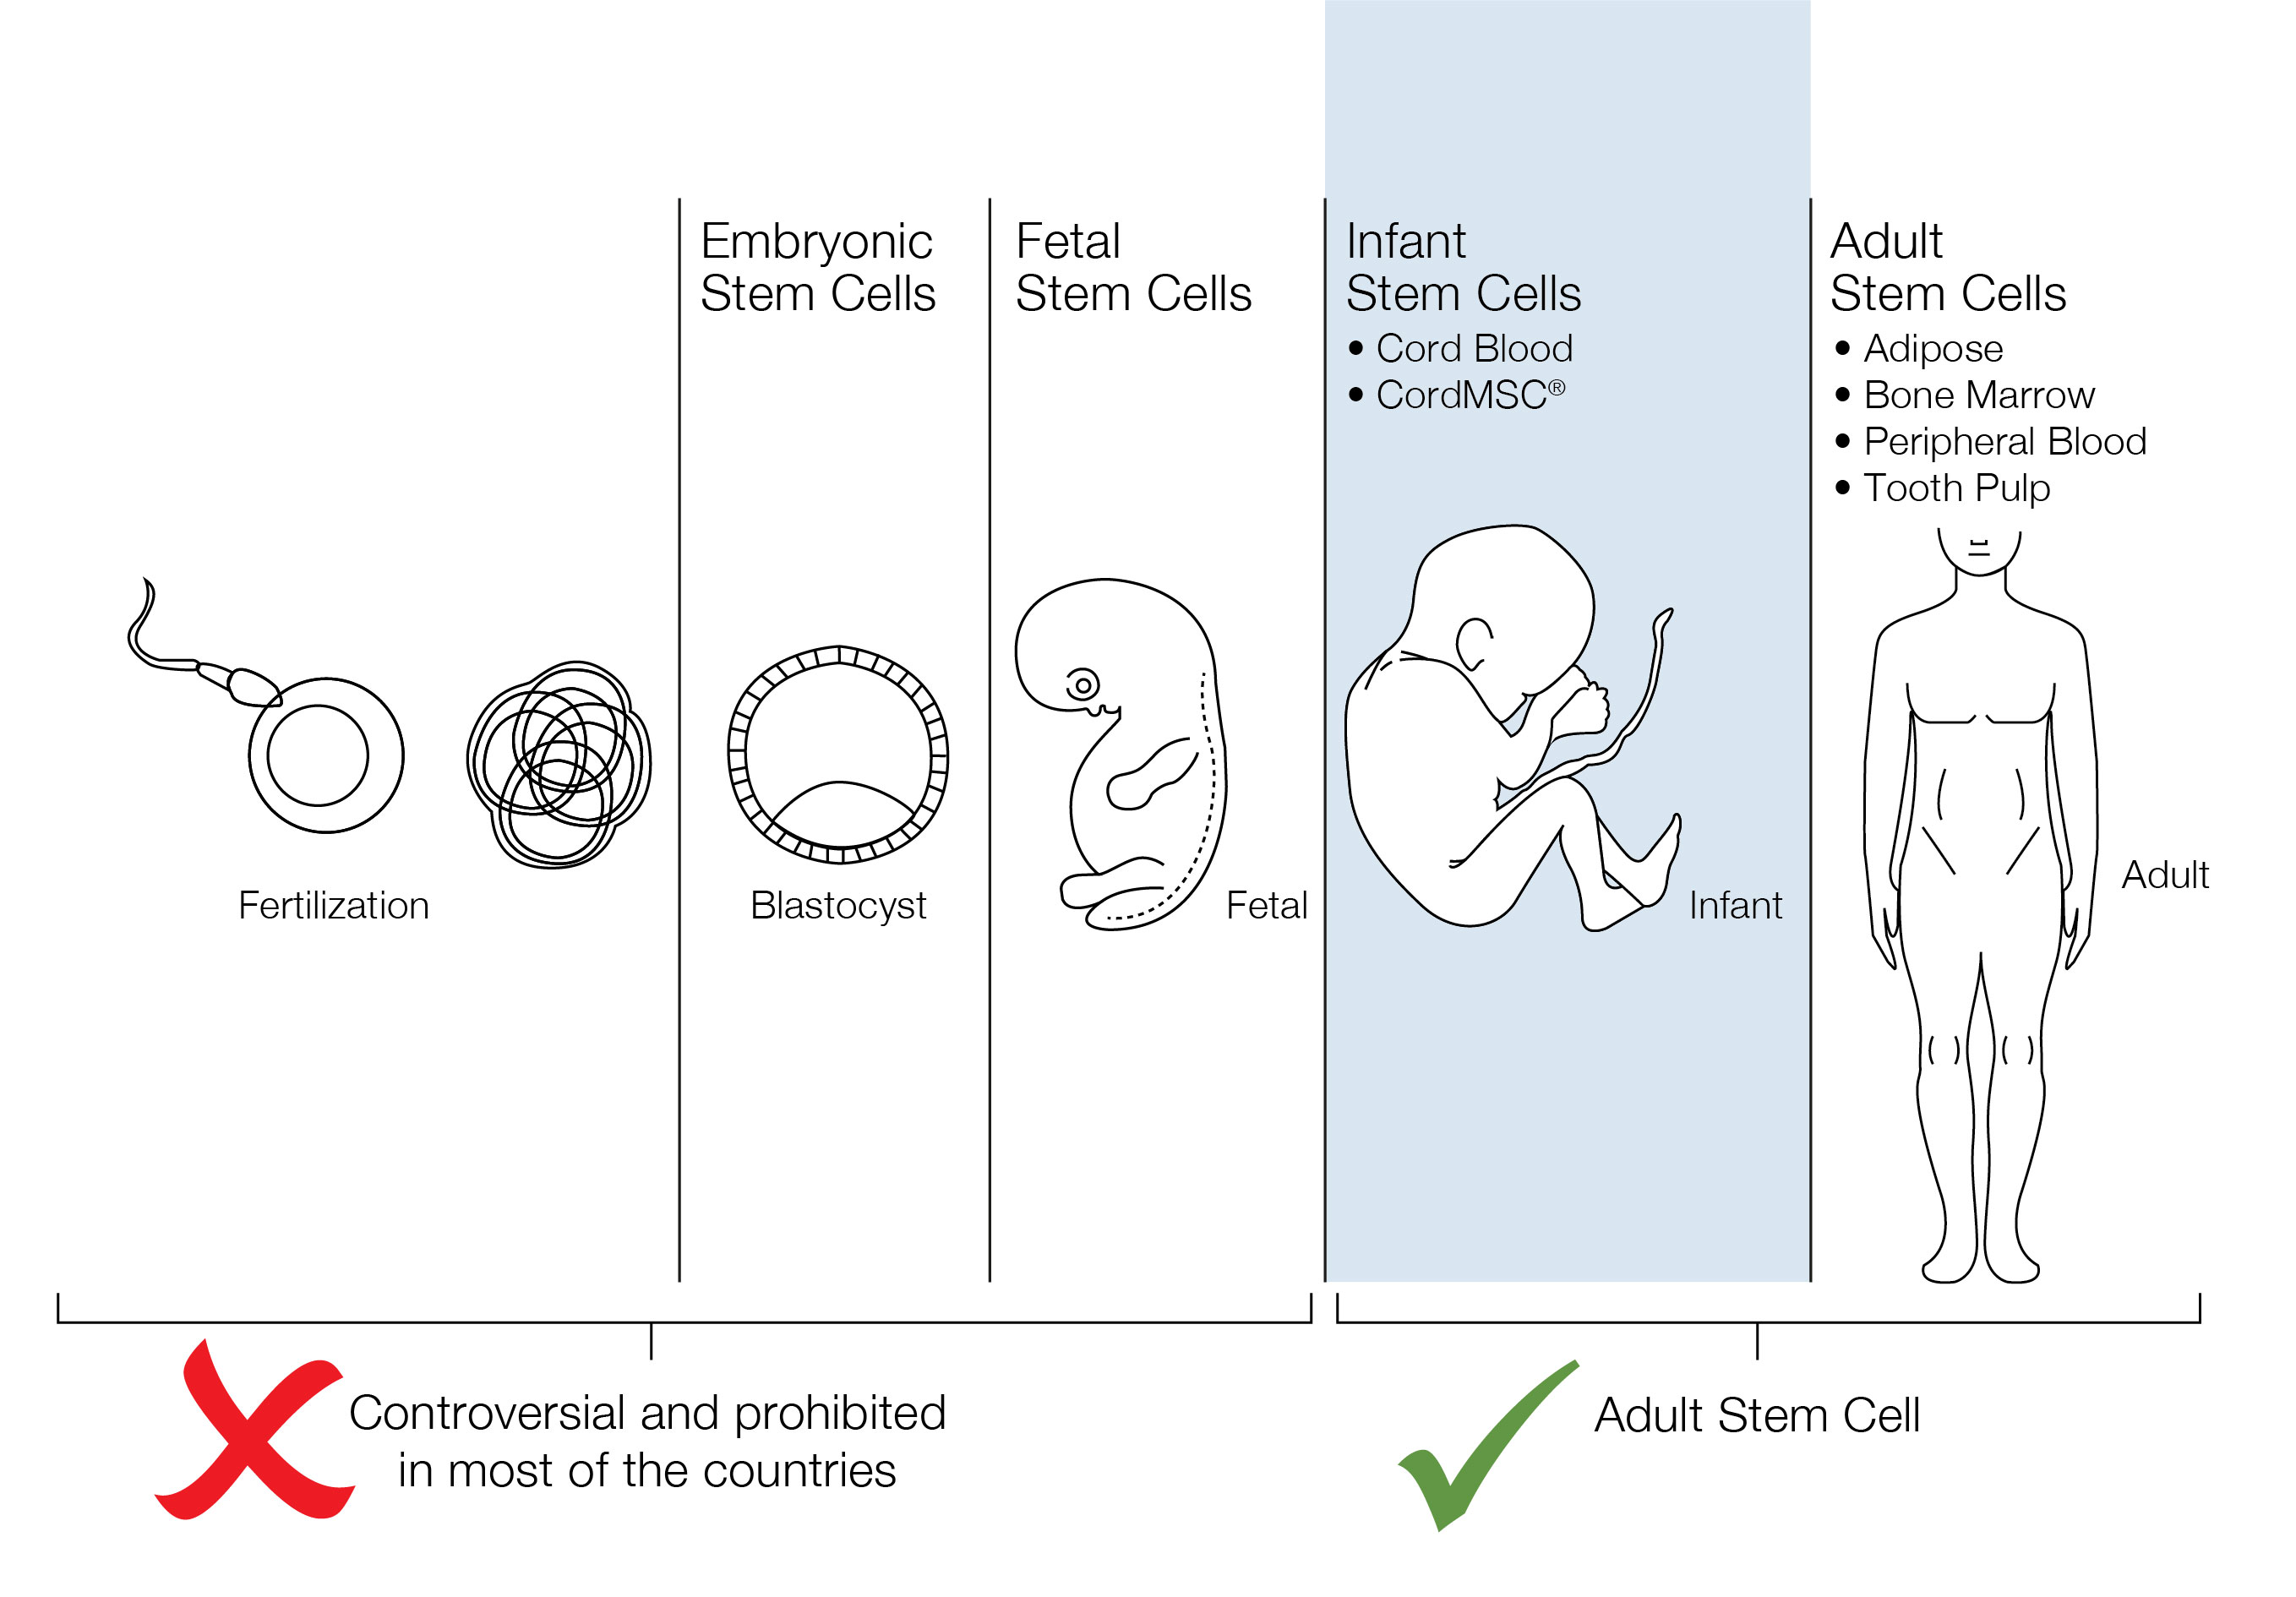 Embryonic
Stem Cells
Fetal
Stem Cells
Infant
Stem Cells
• Cord Blood
• CordMSC®
Adult
Stem Cells
• Adipose
• Bone Marrow
• Peripheral Blood
• Tooth Pulp
Fertilization
Blastocyst
Fetal
Infant
Adult
Controversial and prohibited
in most of the countries
Adult Stem Cell